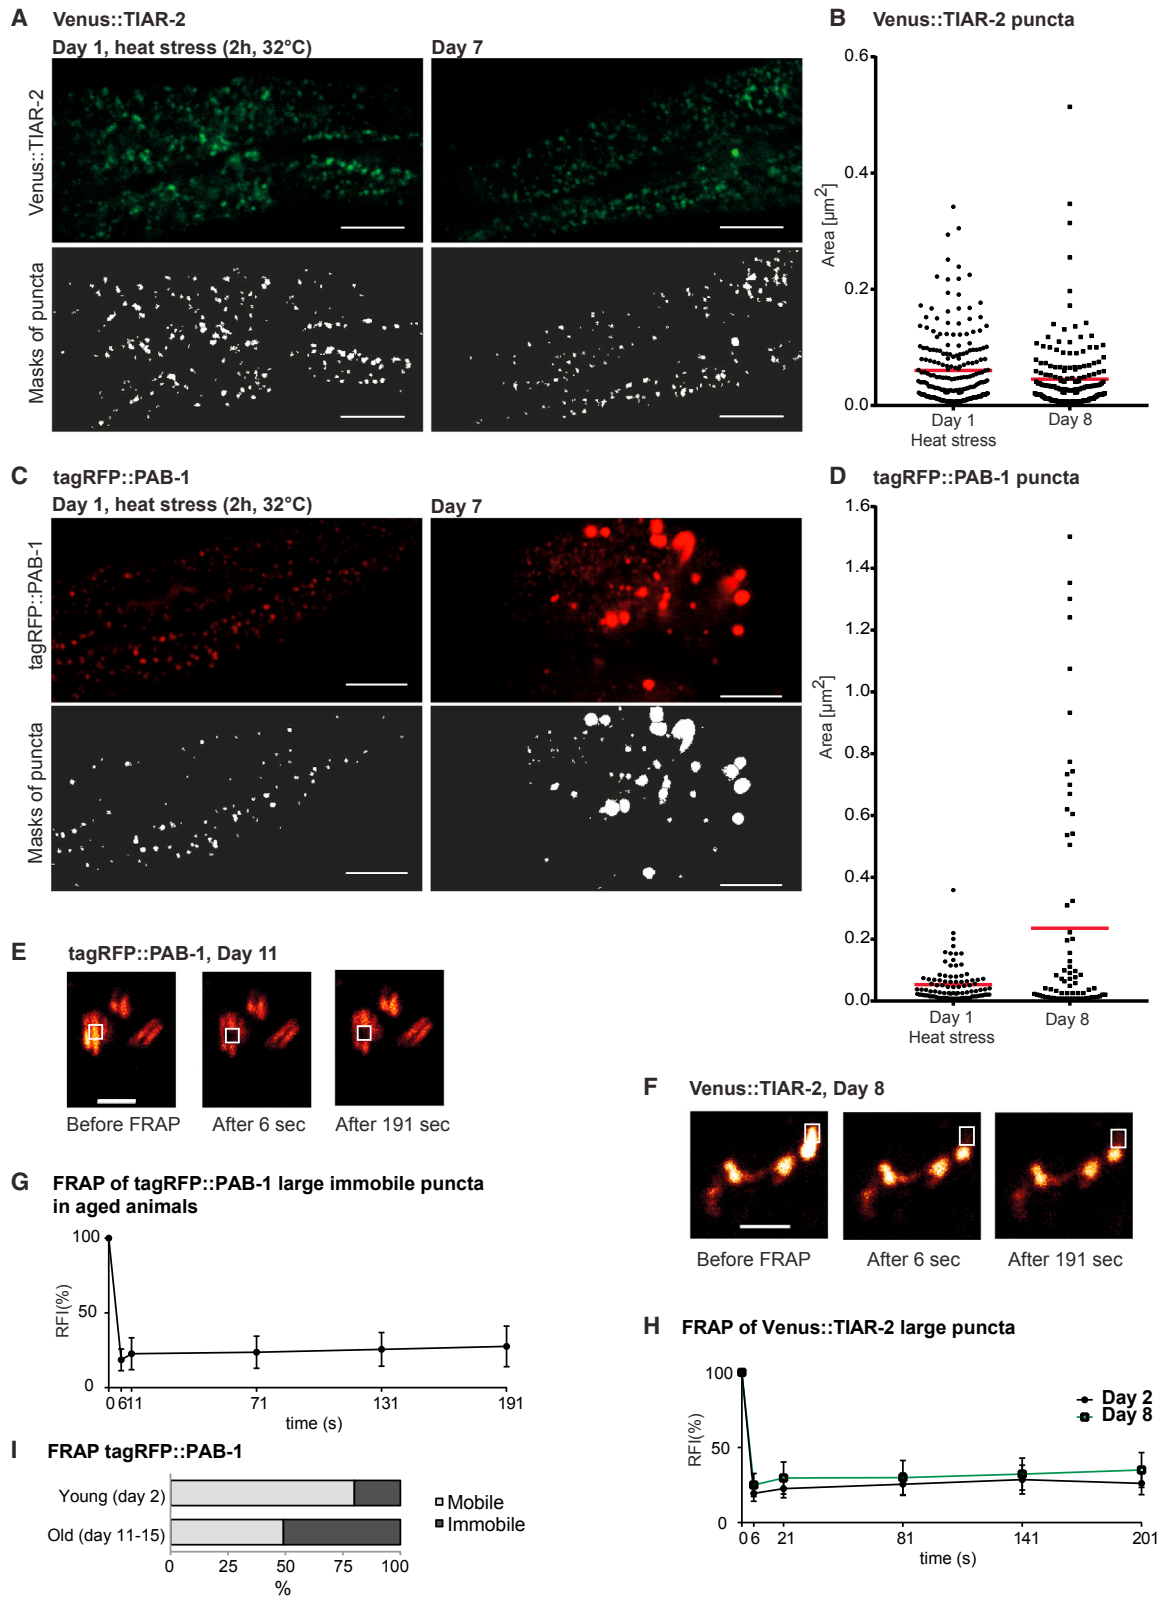 A Venus::TIAR-2
Day 1, heat stress (2h, 32°C)
Day 7
Venus::TIAR-2
Masks of puncta
B Venus::TIAR-2 puncta
0.6
0.4
0.2
0.0
Area [µm²]
Day 1
Heat stress
Day 8
C tagRFP::PAB-1
Day 1, heat stress (2h, 32°C)
Day 7
tagRFP::PAB-1
Masks of puncta
D tagRFP::PAB-1 puncta
1.6
1.4
1.2
1.0
0.8
0.6
0.4
0.2
0.0
Area [µm²]
Day 1
Heat stress
Day 8
E tagRFP::PAB-1, Day 11
Before FRAP
After 6 sec
After 191 sec
F Venus::TIAR-2, Day 8
Before FRAP
After 6 sec
After 191 sec
G FRAP of tagRFP::PAB-1 large immobile puncta
in aged animals
100
50
0
RFI(%)
0 6 11 71 131 191
time (s)
H FRAP of Venus::TIAR-2 large puncta
100
50
0
RFI(%)
Day 2
Day 8
0 6 21 81 141 201
time (s)
I FRAP tagRFP::PAB-1
Young (day 2)
Old (day 11-15)
Mobile
Immobile
0 25 50 75 100
%